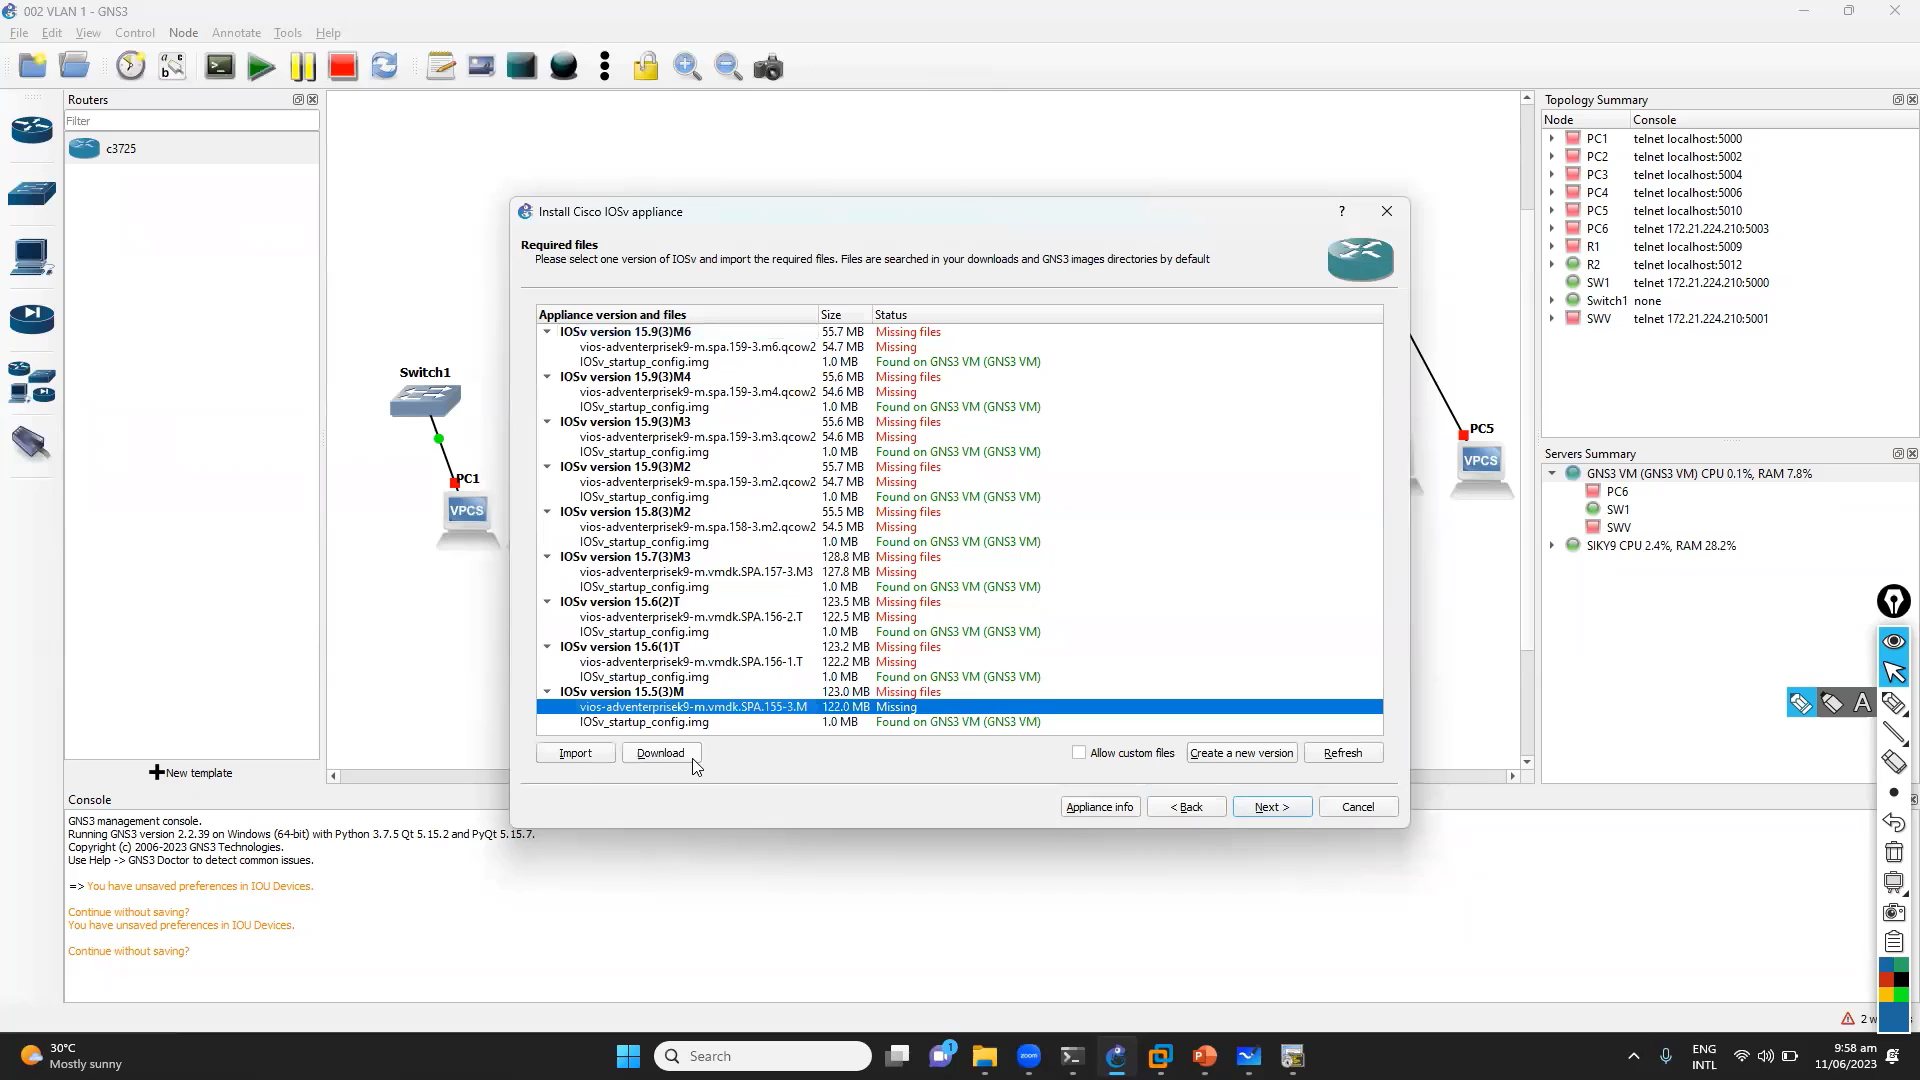 002 VLAN 1 - GNS3
File Edit View Control Node Annotate Tools Help
Routers
Filter
c3725
New template
Switch1
PC1
VPCS
PC5
VPCS
Install Cisco IOSv appliance
?
Required files
Please select one version of IOSv and import the required files. Files are searched in your downloads and GNS3 images directories by default
Appliance version and files Size Status
IOSv version 15.9(3)M6 55.7 MB Missing files
vios-adventerprisek9-m.spa.159-3.m6.qcow2 54.7 MB Missing
IOSv_startup_config.img 1.0 MB Found on GNS3 VM (GNS3 VM)
IOSv version 15.9(3)M4 55.6 MB Missing files
vios-adventerprisek9-m.spa.159-3.m4.qcow2 54.6 MB Missing
IOSv_startup_config.img 1.0 MB Found on GNS3 VM (GNS3 VM)
IOSv version 15.9(3)M3 55.6 MB Missing files
vios-adventerprisek9-m.spa.159-3.m3.qcow2 54.6 MB Missing
IOSv_startup_config.img 1.0 MB Found on GNS3 VM (GNS3 VM)
IOSv version 15.9(3)M2 55.7 MB Missing files
vios-adventerprisek9-m.spa.159-3.m2.qcow2 54.7 MB Missing
IOSv_startup_config.img 1.0 MB Found on GNS3 VM (GNS3 VM)
IOSv version 15.8(3)M2 55.5 MB Missing files
vios-adventerprisek9-m.spa.158-3.m2.qcow2 54.5 MB Missing
IOSv_startup_config.img 1.0 MB Found on GNS3 VM (GNS3 VM)
IOSv version 15.7(3)M3 128.8 MB Missing files
vios-adventerprisek9-m.vmdk.SPA.157-3.M3 127.8 MB Missing
IOSv_startup_config.img 1.0 MB Found on GNS3 VM (GNS3 VM)
IOSv version 15.6(2)T 123.5 MB Missing files
vios-adventerprisek9-m.vmdk.SPA.156-2.T 122.5 MB Missing
IOSv_startup_config.img 1.0 MB Found on GNS3 VM (GNS3 VM)
IOSv version 15.6(1)T 123.2 MB Missing files
vios-adventerprisek9-m.vmdk.SPA.156-1.T 122.2 MB Missing
IOSv_startup_config.img 1.0 MB Found on GNS3 VM (GNS3 VM)
IOSv version 15.5(3)M 123.0 MB Missing files
vios-adventerprisek9-m.vmdk.SPA.155-3.M 122.0 MB Missing
IOSv_startup_config.img 1.0 MB Found on GNS3 VM (GNS3 VM)
Import Download Allow custom files Create a new version Refresh
Appliance info < Back Next > Cancel
Topology Summary
Node Console
PC1 telnet localhost:5000
PC2 telnet localhost:5002
PC3 telnet localhost:5004
PC4 telnet localhost:5006
PC5 telnet localhost:5010
PC6 telnet 172.21.224.210:5003
R1 telnet localhost:5009
R2 telnet localhost:5012
SW1 telnet 172.21.224.210:5000
Switch1 none
SWV telnet 172.21.224.210:5001
Servers Summary
GNS3 VM (GNS3 VM) CPU 0.1%, RAM 7.8%
PC6
SW1
SWV
SIKY9 CPU 2.4%, RAM 28.2%
A
Console
GNS3 management console.
Running GNS3 version 2.2.39 on Windows (64-bit) with Python 3.7.5 Qt 5.15.2 and PyQt 5.15.7.
Copyright (c) 2006-2023 GNS3 Technologies.
Use Help -> GNS3 Doctor to detect common issues.
=> You have unsaved preferences in IOU Devices.
Continue without saving?
You have unsaved preferences in IOU Devices.
Continue without saving?
30°C
Mostly sunny
Search
1
zoom
ENG
INTL
9:58 am
11/06/2023